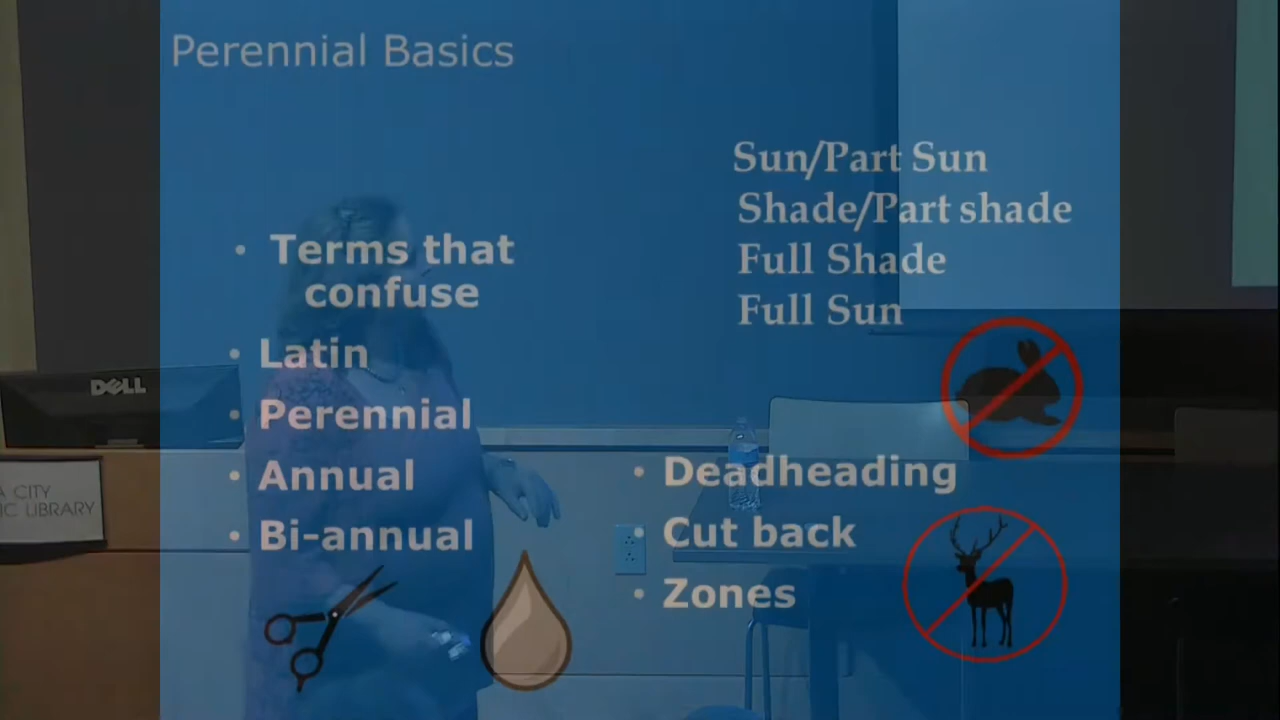 Perennial Basics
Sun/Part Sun
Shade/Part shade
Full Shade
Full Sun
• Terms that
confuse
• Latin
• Perennial
• Annual
• Bi-annual
• Deadheading
• Cut back
• Zones
DELL
A CITY
IC LIBRARY